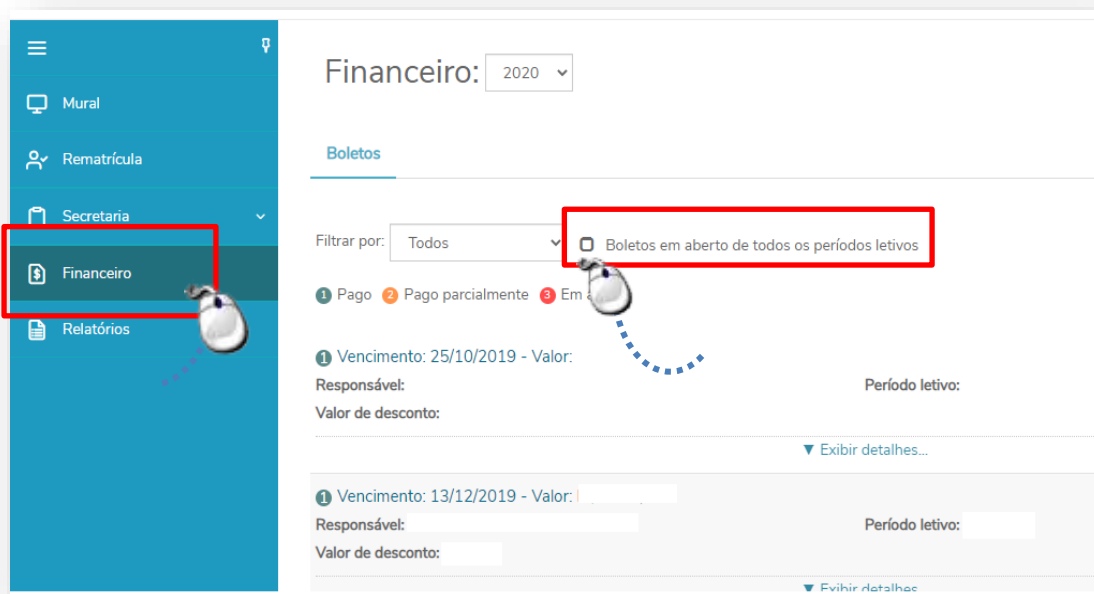 Mural
Rematrícula
Secretaria
Financeiro
Relatórios
Financeiro: 2020
Boletos
Filtrar por: Todos Boletos em aberto de todos os períodos letivos
1 Pago 2 Pago parcialmente 3 Em
1 Vencimento: 25/10/2019 - Valor:
Responsável: Período letivo:
Valor de desconto:
▼ Exibir detalhes...
1 Vencimento: 13/12/2019 - Valor:
Responsável: Período letivo:
Valor de desconto:
▼ Exibir detalhes